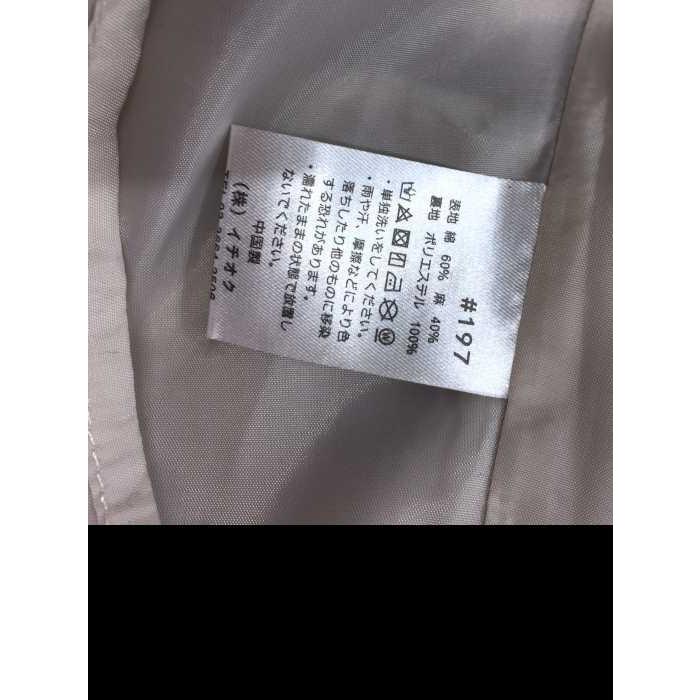 #197
表地 綿 60% 麻 40%
裏地 ポリエステル 100%
・単独洗いをしてください。
・雨や汗、摩擦などにより色
落ちしたり他のものに移染
する恐れがあります。
・濡れたままの状態で放置し
ないでください。
中国製
(株)イチオク